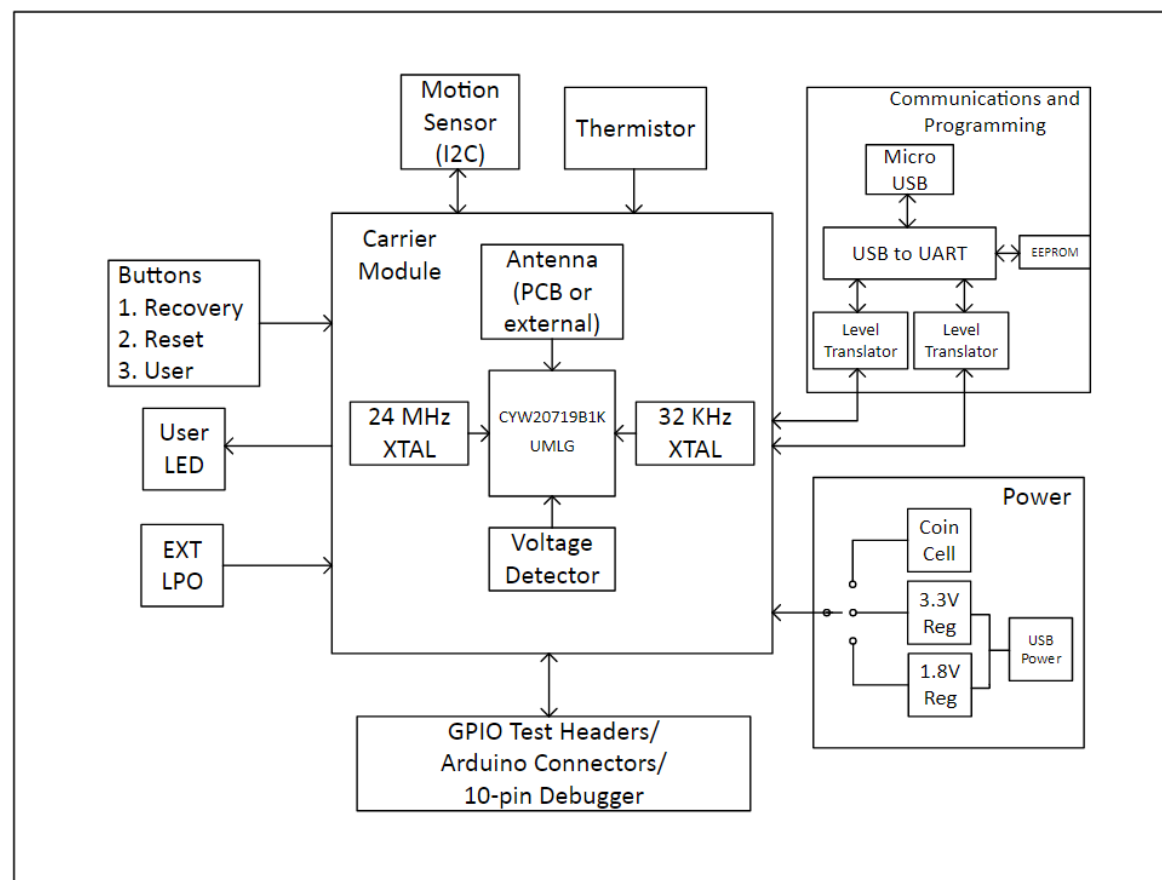 Motion
Sensor
(I2C)
Thermistor
Communications and
Programming
Micro
USB
USB to UART
EEPROM
Level
Translator
Level
Translator
Carrier
Module
Antenna
(PCB or
external)
Buttons
1. Recovery
2. Reset
3. User
24 MHz
XTAL
CYW20719B1K
UMLG
32 KHz
XTAL
User
LED
EXT
LPO
Voltage
Detector
Power
Coin
Cell
3.3V
Reg
1.8V
Reg
USB
Power
GPIO Test Headers/
Arduino Connectors/
10-pin Debugger